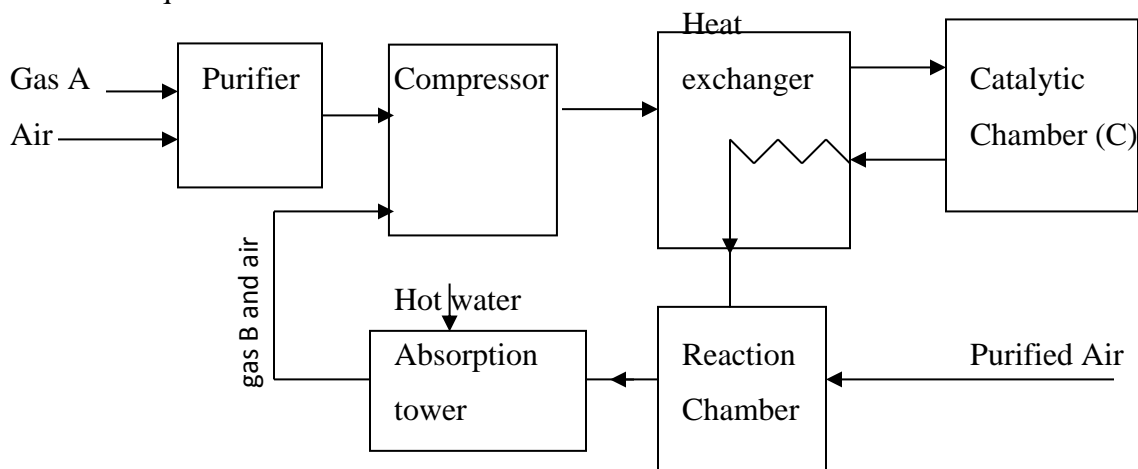 Heat
exchanger
Gas A
Air
Purifier
Compressor
Catalytic
Chamber (C)
gas B and air
Hot water
Absorption
tower
Reaction
Chamber
Purified Air